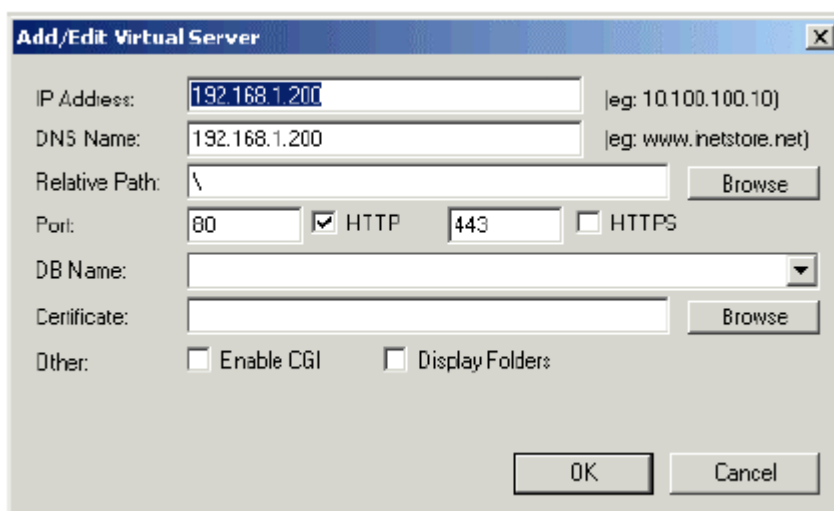 Add/Edit Virtual Server
IP Address: 192.168.1.200 (eg: 10.100.100.10)
DNS Name: 192.168.1.200 (eg: www.inetstore.net)
Relative Path: \ Browse
Port: 80 HTTP 443 HTTPS
DB Name:
Certificate: Browse
Other: Enable CGI Display Folders
OK Cancel